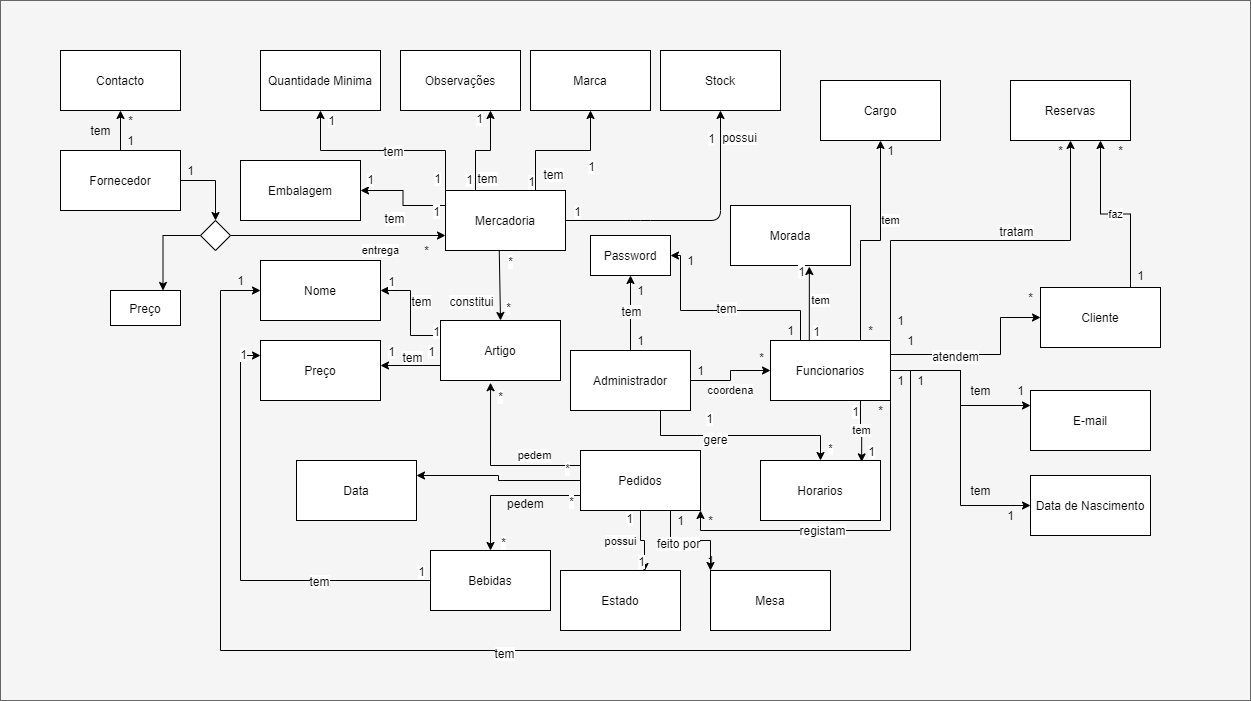 Contacto
Quantidade Minima
Observações
Marca
Stock
Cargo
Reservas
tem
*
1
1
tem
1
1
tem
tem
1
1 possui
1
*
*
Fornecedor
1
Embalagem
1
1
tem
1
1
1
Mercadoria
1
faz
tem
tratam
Morada
1
tem
entrega
*
*
Password
1
1
1
tem
Preço
1
Nome
1
tem
constitui
*
1
tem
tem
1
1
*
Cliente
1
*
1
1
1
Artigo
1
1
tem
1
Preço
1
Administrador
1
coordena
*
Funcionarios
atendem
1
1
tem
1
E-mail
*
1
gere
*
1
*
tem
1
pedem
*
*
pedem
*
Data
Pedidos
Horarios
tem
1
Data de Nascimento
1
possui
1
1
feito por
1
*
registam
Bebidas
1
tem
Estado
Mesa
tem